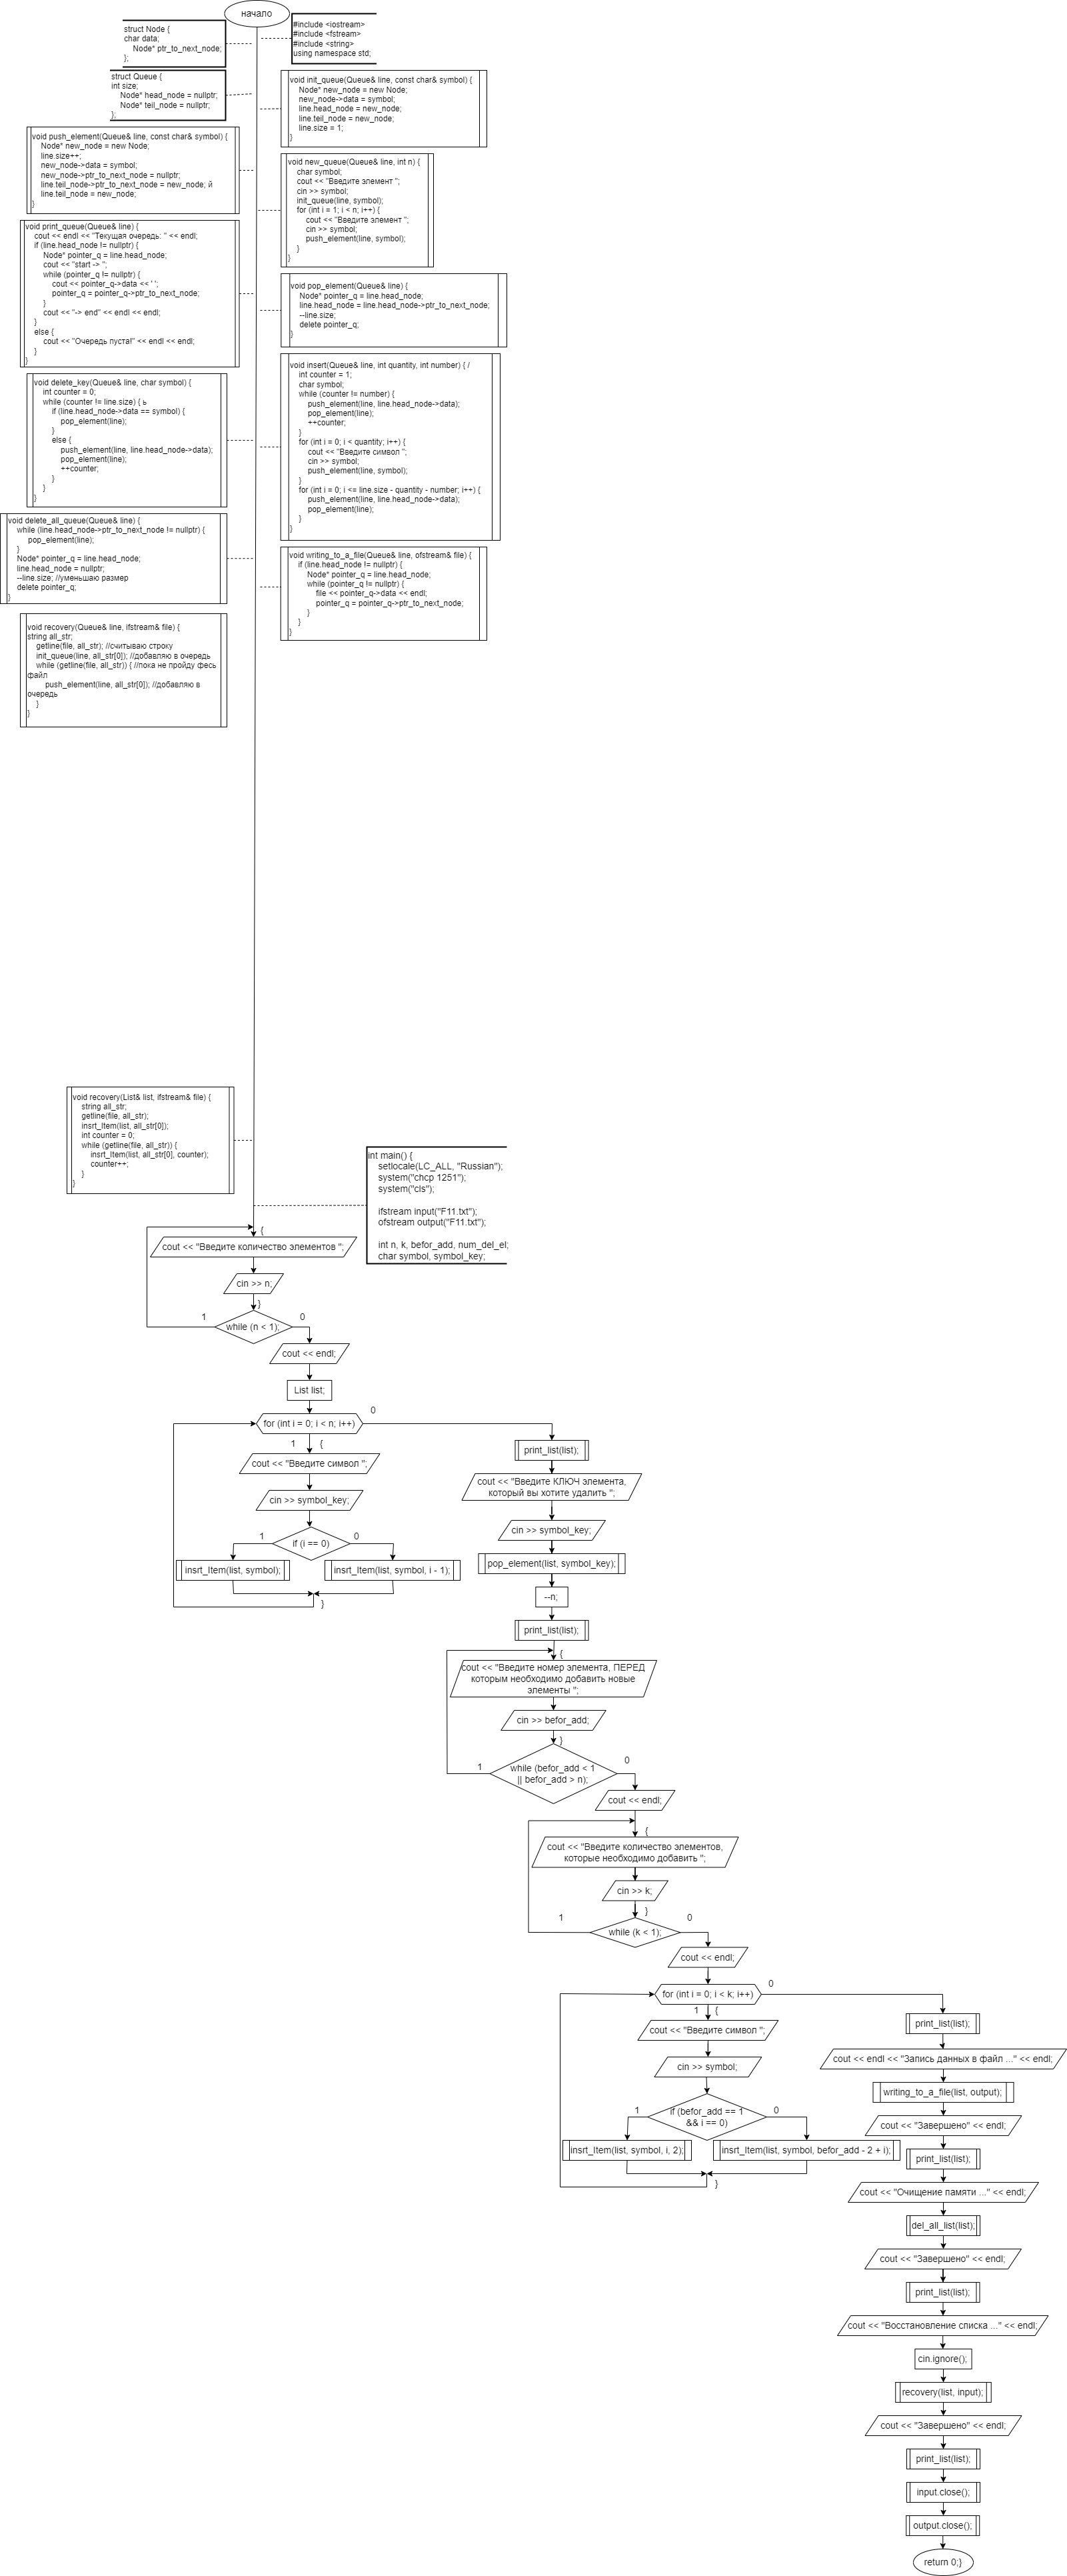 начало
struct Node {
char data;
Node* ptr_to_next_node;
};
#include <iostream>
#include <fstream>
#include <string>
using namespace std;
struct Queue {
int size;
Node* head_node = nullptr;
Node* teil_node = nullptr;
};
void init_queue(Queue& line, const char& symbol) {
Node* new_node = new Node;
new_node->data = symbol;
line.head_node = new_node;
line.teil_node = new_node;
line.size = 1;
}
void push_element(Queue& line, const char& symbol) {
Node* new_node = new Node;
line.size++;
new_node->data = symbol;
new_node->ptr_to_next_node = nullptr;
line.teil_node->ptr_to_next_node = new_node; й
line.teil_node = new_node;
}
void new_queue(Queue& line, int n) {
char symbol;
cout << "Введите элемент ";
cin >> symbol;
init_queue(line, symbol);
for (int i = 1; i < n; i++) {
cout << "Введите элемент ";
cin >> symbol;
push_element(line, symbol);
}
}
void print_queue(Queue& line) {
cout << endl << "Текущая очередь: " << endl;
if (line.head_node != nullptr) {
Node* pointer_q = line.head_node;
cout << "start -> ";
while (pointer_q != nullptr) {
cout << pointer_q->data << ' ';
pointer_q = pointer_q->ptr_to_next_node;
}
cout << "-> end" << endl << endl;
}
else {
cout << "Очередь пуста!" << endl << endl;
}
}
void pop_element(Queue& line) {
Node* pointer_q = line.head_node;
line.head_node = line.head_node->ptr_to_next_node;
--line.size;
delete pointer_q;
}
void insert(Queue& line, int quantity, int number) { /
int counter = 1;
char symbol;
while (counter != number) {
push_element(line, line.head_node->data);
pop_element(line);
++counter;
}
for (int i = 0; i < quantity; i++) {
cout << "Введите символ ";
cin >> symbol;
push_element(line, symbol);
}
for (int i = 0; i <= line.size - quantity - number; i++) {
push_element(line, line.head_node->data);
pop_element(line);
}
}
void delete_key(Queue& line, char symbol) {
int counter = 0;
while (counter != line.size) { ь
if (line.head_node->data == symbol) {
pop_element(line);
}
else {
push_element(line, line.head_node->data);
pop_element(line);
++counter;
}
}
}
void delete_all_queue(Queue& line) {
while (line.head_node->ptr_to_next_node != nullptr) {
pop_element(line);
}
Node* pointer_q = line.head_node;
line.head_node = nullptr;
--line.size; //уменьшаю размер
delete pointer_q;
}
void writing_to_a_file(Queue& line, ofstream& file) {
if (line.head_node != nullptr) {
Node* pointer_q = line.head_node;
while (pointer_q != nullptr) {
file << pointer_q->data << endl;
pointer_q = pointer_q->ptr_to_next_node;
}
}
}
void recovery(Queue& line, ifstream& file) {
string all_str;
getline(file, all_str); //считываю строку
init_queue(line, all_str[0]); //добавляю в очередь
while (getline(file, all_str)) { //пока не пройду фесь
файл
push_element(line, all_str[0]); //добавляю в
очередь
}
}
void recovery(List& list, ifstream& file) {
string all_str;
getline(file, all_str);
insrt_Item(list, all_str[0]);
int counter = 0;
while (getline(file, all_str)) {
insrt_Item(list, all_str[0], counter);
counter++;
}
}
int main() {
setlocale(LC_ALL, "Russian");
system("chcp 1251");
system("cls");
ifstream input("F11.txt");
ofstream output("F11.txt");
int n, k, befor_add, num_del_el;
char symbol, symbol_key;
{
cout << "Введите количество элементов ";
cin >> n;
}
1
0
while (n < 1);
cout << endl;
List list;
0
for (int i = 0; i < n; i++)
1
{
print_list(list);
cout << "Введите символ ";
cout << "Введите КЛЮЧ элемента,
который вы хотите удалить ";
cin >> symbol_key;
cin >> symbol_key;
1
0
if (i == 0)
pop_element(list, symbol_key);
insrt_Item(list, symbol);
insrt_Item(list, symbol, i - 1);
--n;
}
print_list(list);
{
cout << "Введите номер элемента, ПЕРЕД
которым необходимо добавить новые
элементы ";
cin >> befor_add;
}
0
1
while (befor_add < 1
|| befor_add > n);
cout << endl;
{
cout << "Введите количество элементов,
которые необходимо добавить ";
cin >> k;
}
1
0
while (k < 1);
cout << endl;
0
for (int i = 0; i < k; i++)
1
{
print_list(list);
cout << "Введите символ ";
cout << endl << "Запись данных в файл ..." << endl;
cin >> symbol;
writing_to_a_file(list, output);
1
0
if (befor_add == 1
&& i == 0)
cout << "Завершено" << endl;
insrt_Item(list, symbol, i, 2);
insrt_Item(list, symbol, befor_add - 2 + i);
print_list(list);
}
cout << "Очищение памяти ..." << endl;
del_all_list(list);
cout << "Завершено" << endl;
print_list(list);
cout << "Восстановление списка ..." << endl;
cin.ignore();
recovery(list, input);
cout << "Завершено" << endl;
print_list(list);
input.close();
output.close();
return 0;}